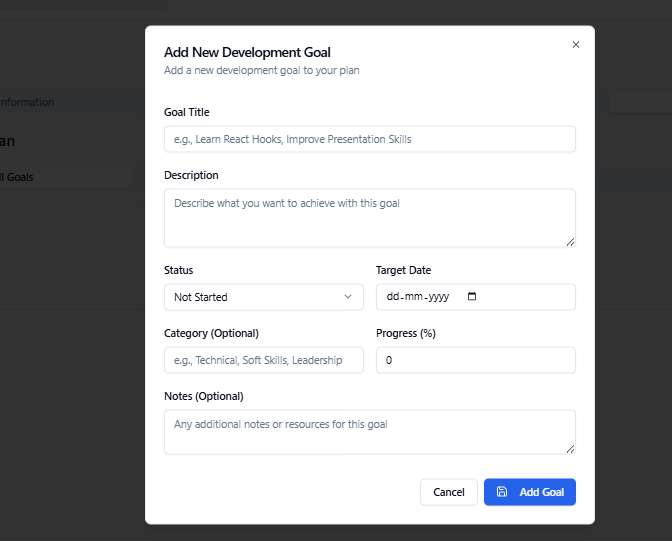 Add New Development Goal
Add a new development goal to your plan
nformation
an
ll Goals
Goal Title
e.g., Learn React Hooks, Improve Presentation Skills
Description
Describe what you want to achieve with this goal
Status
Target Date
Not Started
dd-mm-yyyy
Category (Optional)
Progress (%)
e.g., Technical, Soft Skills, Leadership
0
Notes (Optional)
Any additional notes or resources for this goal
Cancel
Add Goal